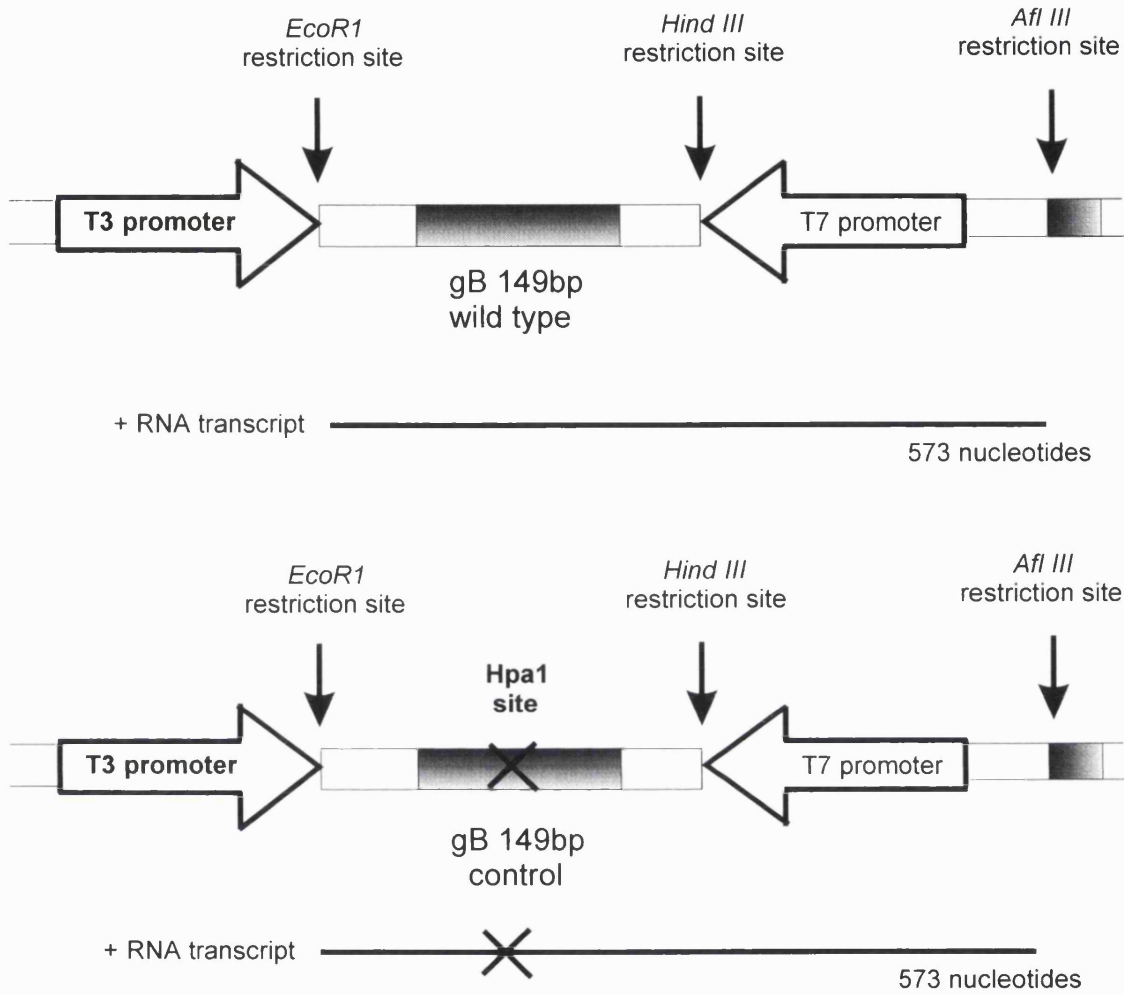 EcoR1
restriction site
Hind III
restriction site
Afl III
restriction site
T3 promoter
T7 promoter
gB 149bp
wild type
+ RNA transcript
573 nucleotides
EcoR1
restriction site
Hind III
restriction site
Afl III
restriction site
Hpa1
site
T3 promoter
T7 promoter
gB 149bp
control
+ RNA transcript
573 nucleotides